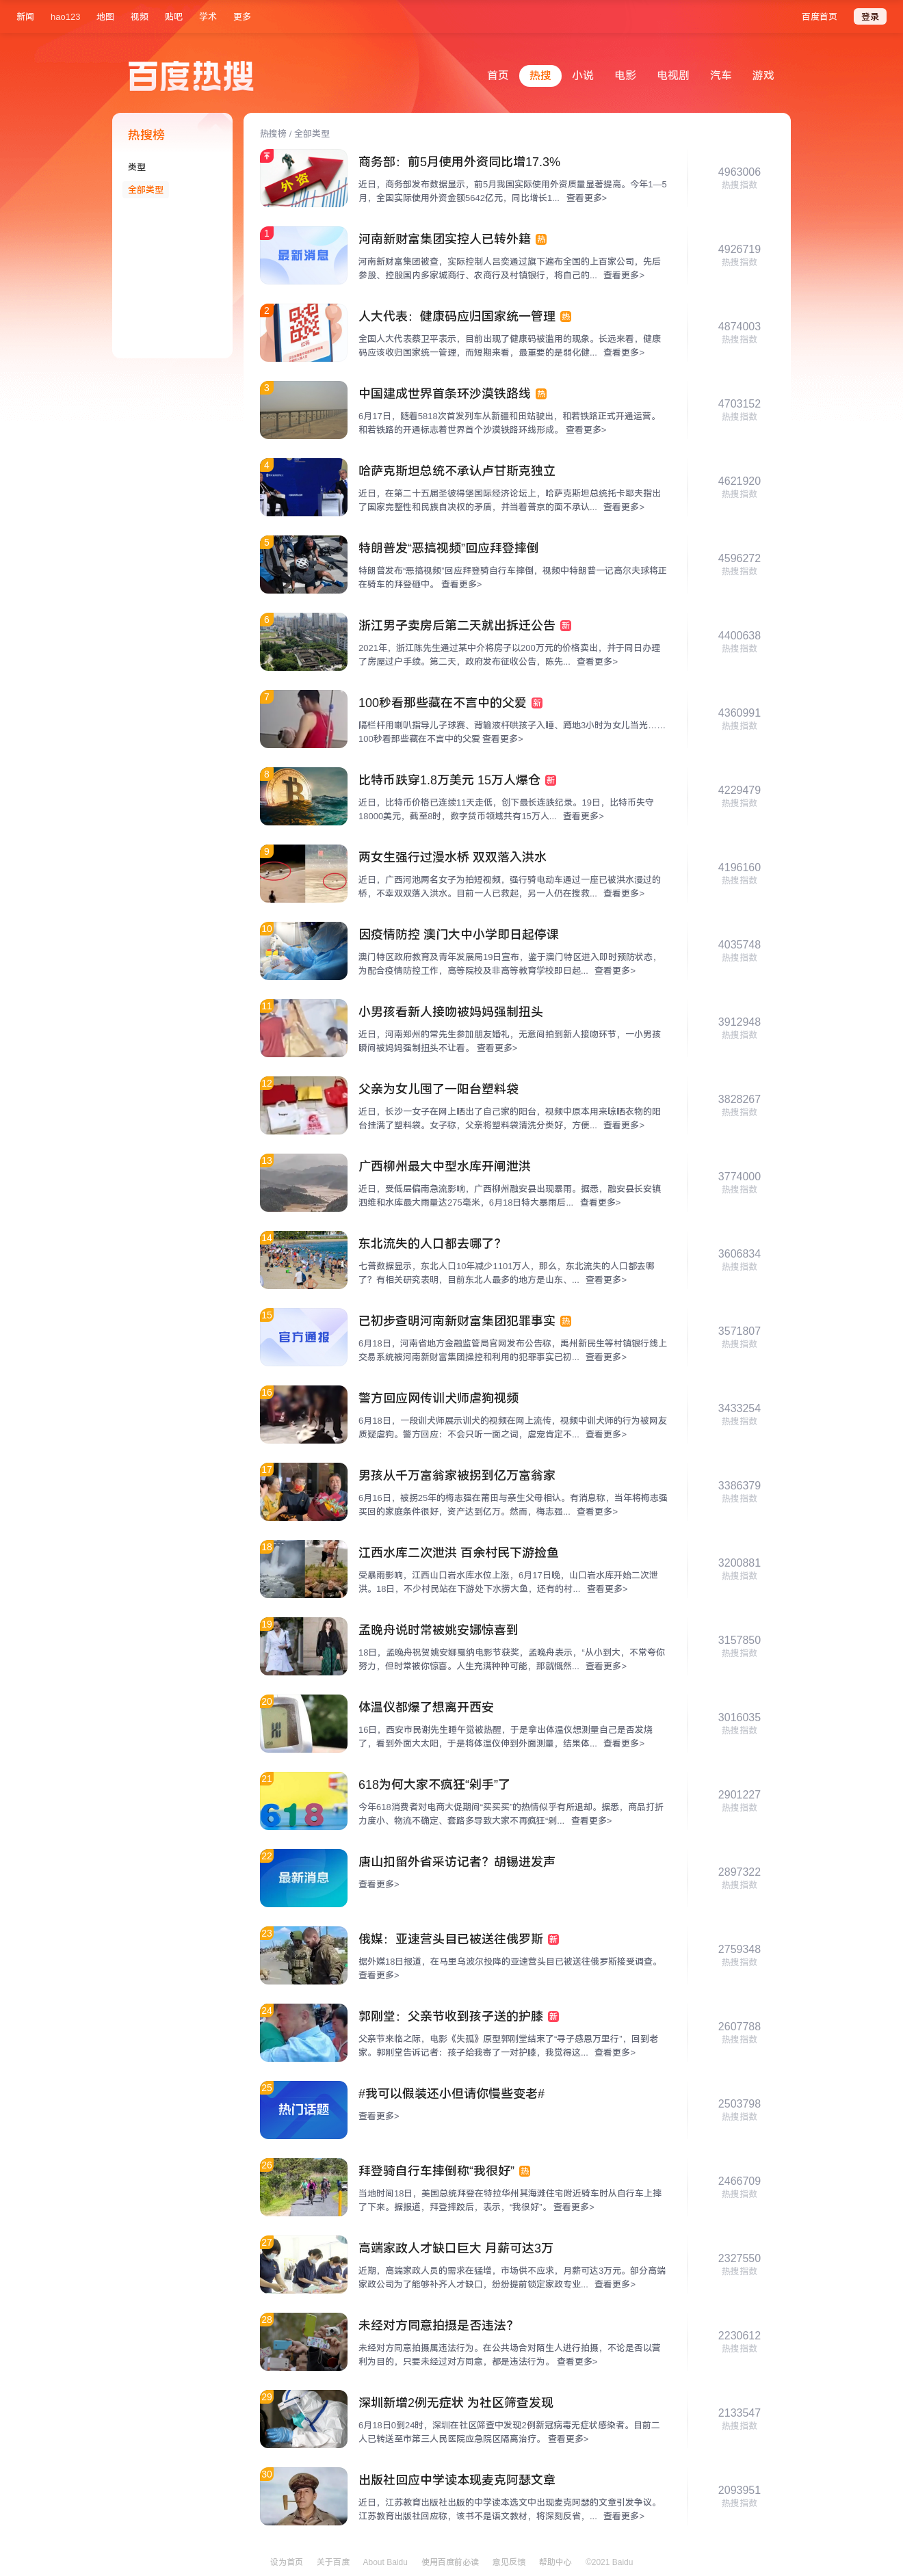 新闻 hao123 地图 视频 贴吧 学术 更多 百度首页 登录
百度热搜
首页 热搜 小说 电影 电视剧 汽车 游戏
热搜榜
类型
全部类型
热搜榜 / 全部类型
外资
商务部：前5月使用外资同比增17.3%
近日，商务部发布数据显示，前5月我国实际使用外资质量显著提高。今年1—5
月，全国实际使用外资金额5642亿元，同比增长1... 查看更多>
4963006
热搜指数
1
最新消息
河南新财富集团实控人已转外籍 热
河南新财富集团被查，实际控制人吕奕通过旗下遍布全国的上百家公司，先后
参股、控股国内多家城商行、农商行及村镇银行，将自己的... 查看更多>
4926719
热搜指数
2
人大代表：健康码应归国家统一管理 热
全国人大代表蔡卫平表示，目前出现了健康码被滥用的现象。长远来看，健康
码应该收归国家统一管理，而短期来看，最重要的是弱化健... 查看更多>
4874003
热搜指数
3
中国建成世界首条环沙漠铁路线 热
6月17日，随着5818次首发列车从新疆和田站驶出，和若铁路正式开通运营。
和若铁路的开通标志着世界首个沙漠铁路环线形成。 查看更多>
4703152
热搜指数
4
哈萨克斯坦总统不承认卢甘斯克独立
近日，在第二十五届圣彼得堡国际经济论坛上，哈萨克斯坦总统托卡耶夫指出
了国家完整性和民族自决权的矛盾，并当着普京的面不承认... 查看更多>
4621920
热搜指数
5
特朗普发“恶搞视频”回应拜登摔倒
特朗普发布“恶搞视频”回应拜登骑自行车摔倒，视频中特朗普一记高尔夫球将正
在骑车的拜登砸中。 查看更多>
4596272
热搜指数
6
浙江男子卖房后第二天就出拆迁公告 新
2021年，浙江陈先生通过某中介将房子以200万元的价格卖出，并于同日办理
了房屋过户手续。第二天，政府发布征收公告，陈先... 查看更多>
4400638
热搜指数
7
100秒看那些藏在不言中的父爱 新
隔栏杆用喇叭指导儿子球赛、背输液杆哄孩子入睡、蹲地3小时为女儿当光……
100秒看那些藏在不言中的父爱 查看更多>
4360991
热搜指数
8
比特币跌穿1.8万美元 15万人爆仓 新
近日，比特币价格已连续11天走低，创下最长连跌纪录。19日，比特币失守
18000美元，截至8时，数字货币领域共有15万人... 查看更多>
4229479
热搜指数
9
两女生强行过漫水桥 双双落入洪水
近日，广西河池两名女子为拍短视频，强行骑电动车通过一座已被洪水漫过的
桥，不幸双双落入洪水。目前一人已救起，另一人仍在搜救... 查看更多>
4196160
热搜指数
10
因疫情防控 澳门大中小学即日起停课
澳门特区政府教育及青年发展局19日宣布，鉴于澳门特区进入即时预防状态，
为配合疫情防控工作，高等院校及非高等教育学校即日起... 查看更多>
4035748
热搜指数
11
小男孩看新人接吻被妈妈强制扭头
近日，河南郑州的常先生参加朋友婚礼，无意间拍到新人接吻环节，一小男孩
瞬间被妈妈强制扭头不让看。 查看更多>
3912948
热搜指数
12
父亲为女儿囤了一阳台塑料袋
近日，长沙一女子在网上晒出了自己家的阳台，视频中原本用来晾晒衣物的阳
台挂满了塑料袋。女子称，父亲将塑料袋清洗分类好，方便... 查看更多>
3828267
热搜指数
13
广西柳州最大中型水库开闸泄洪
近日，受低层偏南急流影响，广西柳州融安县出现暴雨。据悉，融安县长安镇
泗维和水库最大雨量达275毫米，6月18日特大暴雨后... 查看更多>
3774000
热搜指数
14
东北流失的人口都去哪了？
七普数据显示，东北人口10年减少1101万人，那么，东北流失的人口都去哪
了？有相关研究表明，目前东北人最多的地方是山东、... 查看更多>
3606834
热搜指数
15
官方通报
已初步查明河南新财富集团犯罪事实 热
6月18日，河南省地方金融监管局官网发布公告称，禹州新民生等村镇银行线上
交易系统被河南新财富集团操控和利用的犯罪事实已初... 查看更多>
3571807
热搜指数
16
警方回应网传训犬师虐狗视频
6月18日，一段训犬师展示训犬的视频在网上流传，视频中训犬师的行为被网友
质疑虐狗。警方回应：不会只听一面之词，虐宠肯定不... 查看更多>
3433254
热搜指数
17
男孩从千万富翁家被拐到亿万富翁家
6月16日，被拐25年的梅志强在莆田与亲生父母相认。有消息称，当年将梅志强
买回的家庭条件很好，资产达到亿万。然而，梅志强... 查看更多>
3386379
热搜指数
18
江西水库二次泄洪 百余村民下游捡鱼
受暴雨影响，江西山口岩水库水位上涨，6月17日晚，山口岩水库开始二次泄
洪。18日，不少村民站在下游处下水捞大鱼，还有的村... 查看更多>
3200881
热搜指数
19
孟晚舟说时常被姚安娜惊喜到
18日，孟晚舟祝贺姚安娜戛纳电影节获奖，孟晚舟表示，“从小到大，不常夸你
努力，但时常被你惊喜。人生充满种种可能，那就慨然... 查看更多>
3157850
热搜指数
20
体温仪都爆了想离开西安
16日，西安市民谢先生睡午觉被热醒，于是拿出体温仪想测量自己是否发烧
了，看到外面大太阳，于是将体温仪伸到外面测量，结果体... 查看更多>
3016035
热搜指数
21
618
618为何大家不疯狂“剁手”了
今年618消费者对电商大促期间“买买买”的热情似乎有所退却。据悉，商品打折
力度小、物流不确定、套路多导致大家不再疯狂“剁... 查看更多>
2901227
热搜指数
22
最新消息
唐山扣留外省采访记者？胡锡进发声
查看更多>
2897322
热搜指数
23
俄媒：亚速营头目已被送往俄罗斯 新
据外媒18日报道，在马里乌波尔投降的亚速营头目已被送往俄罗斯接受调查。
查看更多>
2759348
热搜指数
24
郭刚堂：父亲节收到孩子送的护膝 新
父亲节来临之际，电影《失孤》原型郭刚堂结束了“寻子感恩万里行”，回到老
家。郭刚堂告诉记者：孩子给我寄了一对护膝，我觉得这... 查看更多>
2607788
热搜指数
25
热门话题
#我可以假装还小但请你慢些变老#
查看更多>
2503798
热搜指数
26
拜登骑自行车摔倒称“我很好” 热
当地时间18日，美国总统拜登在特拉华州其海滩住宅附近骑车时从自行车上摔
了下来。据报道，拜登摔跤后，表示，“我很好”。 查看更多>
2466709
热搜指数
27
高端家政人才缺口巨大 月薪可达3万
近期，高端家政人员的需求在猛增，市场供不应求，月薪可达3万元。部分高端
家政公司为了能够补齐人才缺口，纷纷提前锁定家政专业... 查看更多>
2327550
热搜指数
28
未经对方同意拍摄是否违法？
未经对方同意拍摄属违法行为。在公共场合对陌生人进行拍摄，不论是否以营
利为目的，只要未经过对方同意，都是违法行为。 查看更多>
2230612
热搜指数
29
深圳新增2例无症状 为社区筛查发现
6月18日0到24时，深圳在社区筛查中发现2例新冠病毒无症状感染者。目前二
人已转送至市第三人民医院应急院区隔离治疗。 查看更多>
2133547
热搜指数
30
出版社回应中学读本现麦克阿瑟文章
近日，江苏教育出版社出版的中学读本选文中出现麦克阿瑟的文章引发争议。
江苏教育出版社回应称，该书不是语文教材，将深刻反省，... 查看更多>
2093951
热搜指数
设为首页 关于百度 About Baidu 使用百度前必读 意见反馈 帮助中心 ©2021 Baidu